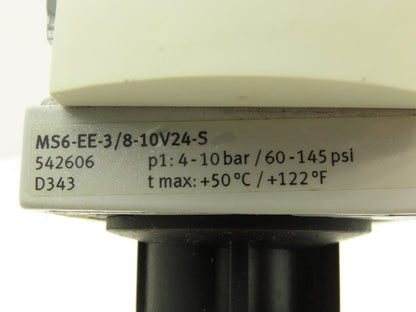 MS6-EE-3/8-10V24-S
542606 p1: 4-10 bar / 60-145 psi
D343 t max: +50°C / +122°F